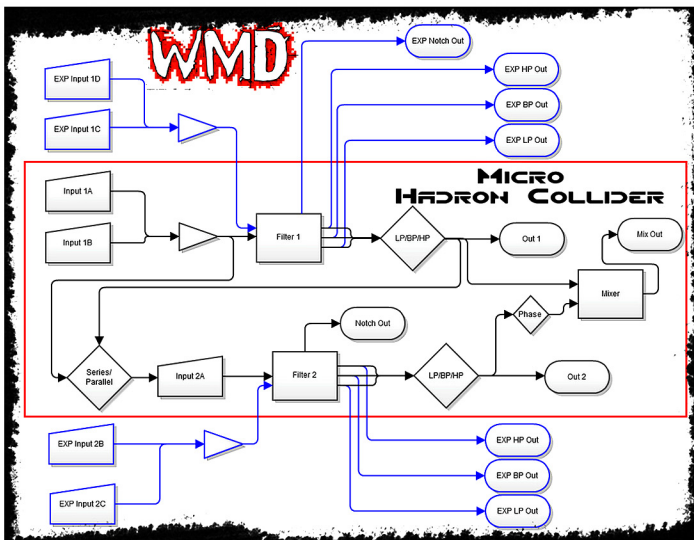 WMD
EXP Notch Out
EXP Input 1D
EXP HP Out
EXP BP Out
EXP Input 1C
EXP LP Out
MICRO
HADRON COLLIDER
Input 1A
Input 1B
Filter 1
LP/BP/HP
Out 1
Mix Out
Mixer
Phase
Notch Out
Series/
Parallel
Input 2A
Filter 2
LP/BP/HP
Out 2
EXP Input 2B
EXP HP Out
EXP BP Out
EXP Input 2C
EXP LP Out